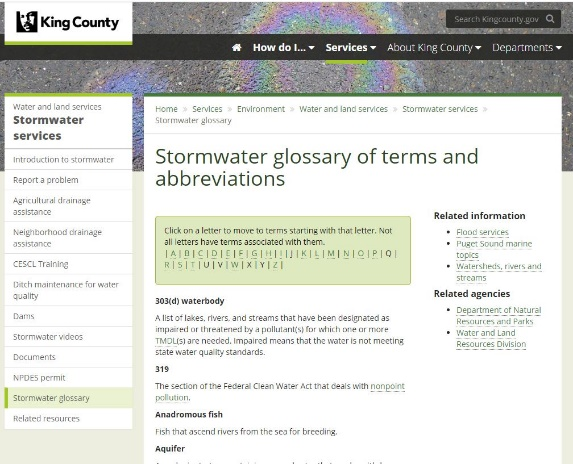 King County
Search Kingcounty.gov
How do I...
Services
About King County
Departments
Water and land services
Stormwater
services
Introduction to stormwater
Report a problem
Agricultural drainage
assistance
Neighborhood drainage
assistance
CESCL Training
Ditch maintenance for water
quality
Dams
Stormwater videos
Documents
NPDES permit
Stormwater glossary
Related resources
Home » Services » Environment » Water and land services » Stormwater services »
Stormwater glossary
Stormwater glossary of terms and
abbreviations
Click on a letter to move to terms starting with that letter. Not
all letters have terms associated with them.
| A | B | C | D | E | F | G | H | I | J | K | L | M | N | O | P | Q |
R | S | T | U | V | W | X | Y | Z |
303(d) waterbody
A list of lakes, rivers, and streams that have been designated as
impaired or threatened by a pollutant(s) for which one or more
TMDL(s) are needed. Impaired means that the water is not meeting
state water quality standards.
319
The section of the Federal Clean Water Act that deals with nonpoint
pollution.
Anadromous fish
Fish that ascend rivers from the sea for breeding.
Aquifer
Related information
Flood services
Puget Sound marine
topics
Watersheds, rivers and
streams
Related agencies
Department of Natural
Resources and Parks
Water and Land
Resources Division